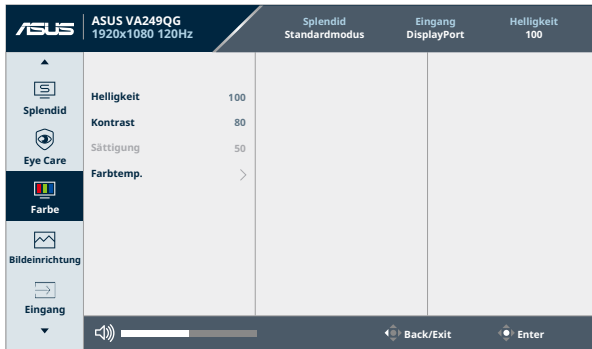 ASUS
ASUS VA249QG
1920x1080 120Hz
Splendid
Standardmodus
Eingang
DisplayPort
Helligkeit
100
Splendid
Eye Care
Farbe
Bildeinrichtung
Eingang
Helligkeit 100
Kontrast 80
Sättigung 50
Farbtemp.
Back/Exit
Enter